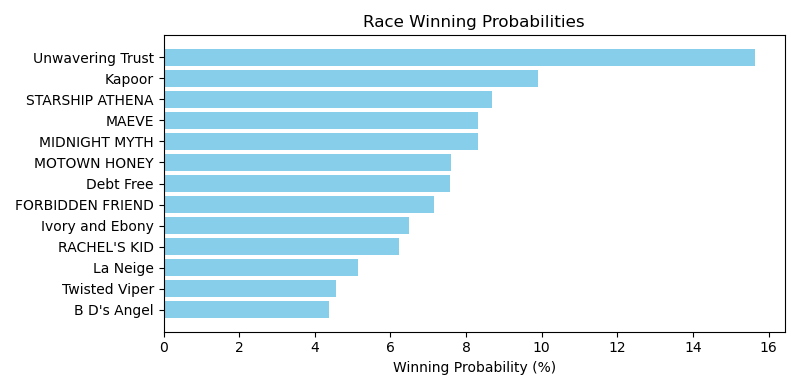 Race Winning Probabilities
Unwavering Trust
Kapoor
STARSHIP ATHENA
MAEVE
MIDNIGHT MYTH
MOTOWN HONEY
Debt Free
FORBIDDEN FRIEND
Ivory and Ebony
RACHEL'S KID
La Neige
Twisted Viper
B D's Angel
0 2 4 6 8 10 12 14 16
Winning Probability (%)